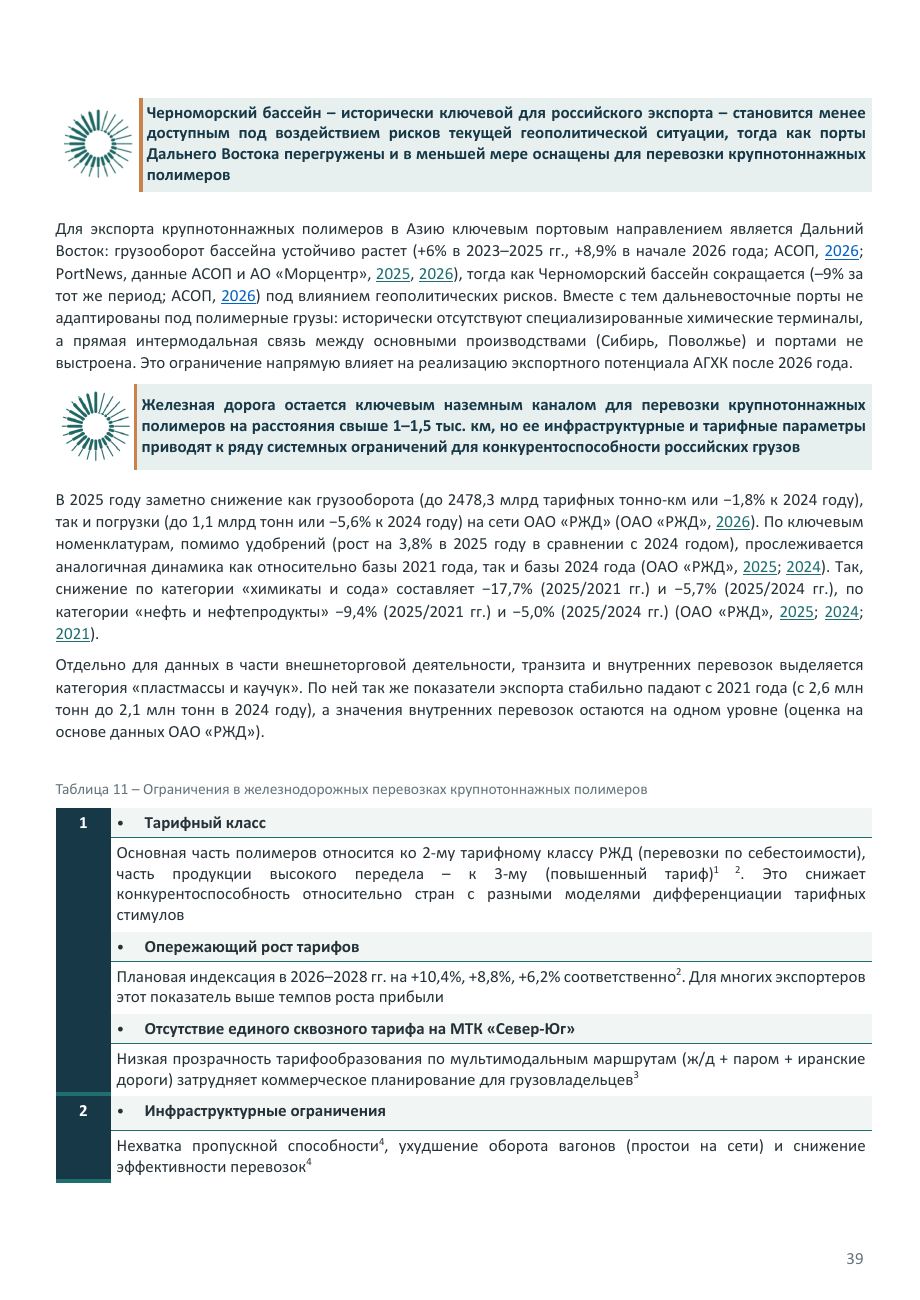 Черноморский бассейн – исторически ключевой для российского экспорта – становится менее
доступным под воздействием рисков текущей геополитической ситуации, тогда как порты
Дальнего Востока перегружены и в меньшей мере оснащены для перевозки крупнотоннажных
полимеров
Для экспорта крупнотоннажных полимеров в Азию ключевым портовым направлением является Дальний
Восток: грузооборот бассейна устойчиво растет (+6% в 2023–2025 гг., +8,9% в начале 2026 года; АСОП, 2026;
PortNews, данные АСОП и АО «Морцентр», 2025, 2026), тогда как Черноморский бассейн сокращается (–9% за
тот же период; АСОП, 2026) под влиянием геополитических рисков. Вместе с тем дальневосточные порты не
адаптированы под полимерные грузы: исторически отсутствуют специализированные химические терминалы,
а прямая интермодальная связь между основными производствами (Сибирь, Поволжье) и портами не
выстроена. Это ограничение напрямую влияет на реализацию экспортного потенциала АГХК после 2026 года.
Железная дорога остается ключевым наземным каналом для перевозки крупнотоннажных
полимеров на расстояния свыше 1–1,5 тыс. км, но ее инфраструктурные и тарифные параметры
приводят к ряду системных ограничений для конкурентоспособности российских грузов
В 2025 году заметно снижение как грузооборота (до 2478,3 млрд тарифных тонно-км или −1,8% к 2024 году),
так и погрузки (до 1,1 млрд тонн или −5,6% к 2024 году) на сети ОАО «РЖД» (ОАО «РЖД», 2026). По ключевым
номенклатурам, помимо удобрений (рост на 3,8% в 2025 году в сравнении с 2024 годом), прослеживается
аналогичная динамика как относительно базы 2021 года, так и базы 2024 года (ОАО «РЖД», 2025; 2024). Так,
снижение по категории «химикаты и сода» составляет −17,7% (2025/2021 гг.) и −5,7% (2025/2024 гг.), по
категории «нефть и нефтепродукты» −9,4% (2025/2021 гг.) и −5,0% (2025/2024 гг.) (ОАО «РЖД», 2025; 2024;
2021).
Отдельно для данных в части внешнеторговой деятельности, транзита и внутренних перевозок выделяется
категория «пластмассы и каучук». По ней так же показатели экспорта стабильно падают с 2021 года (с 2,6 млн
тонн до 2,1 млн тонн в 2024 году), а значения внутренних перевозок остаются на одном уровне (оценка на
основе данных ОАО «РЖД»).
Таблица 11 – Ограничения в железнодорожных перевозках крупнотоннажных полимеров
1 • Тарифный класс
Основная часть полимеров относится ко 2-му тарифному классу РЖД (перевозки по себестоимости),
часть продукции высокого передела – к 3-му (повышенный тариф)¹ ². Это снижает
конкурентоспособность относительно стран с разными моделями дифференциации тарифных
стимулов
• Опережающий рост тарифов
Плановая индексация в 2026–2028 гг. на +10,4%, +8,8%, +6,2% соответственно². Для многих экспортеров
этот показатель выше темпов роста прибыли
• Отсутствие единого сквозного тарифа на МТК «Север-Юг»
Низкая прозрачность тарифообразования по мультимодальным маршрутам (ж/д + паром + иранские
дороги) затрудняет коммерческое планирование для грузовладельцев³
2 • Инфраструктурные ограничения
Нехватка пропускной способности⁴, ухудшение оборота вагонов (простои на сети) и снижение
эффективности перевозок⁴
39